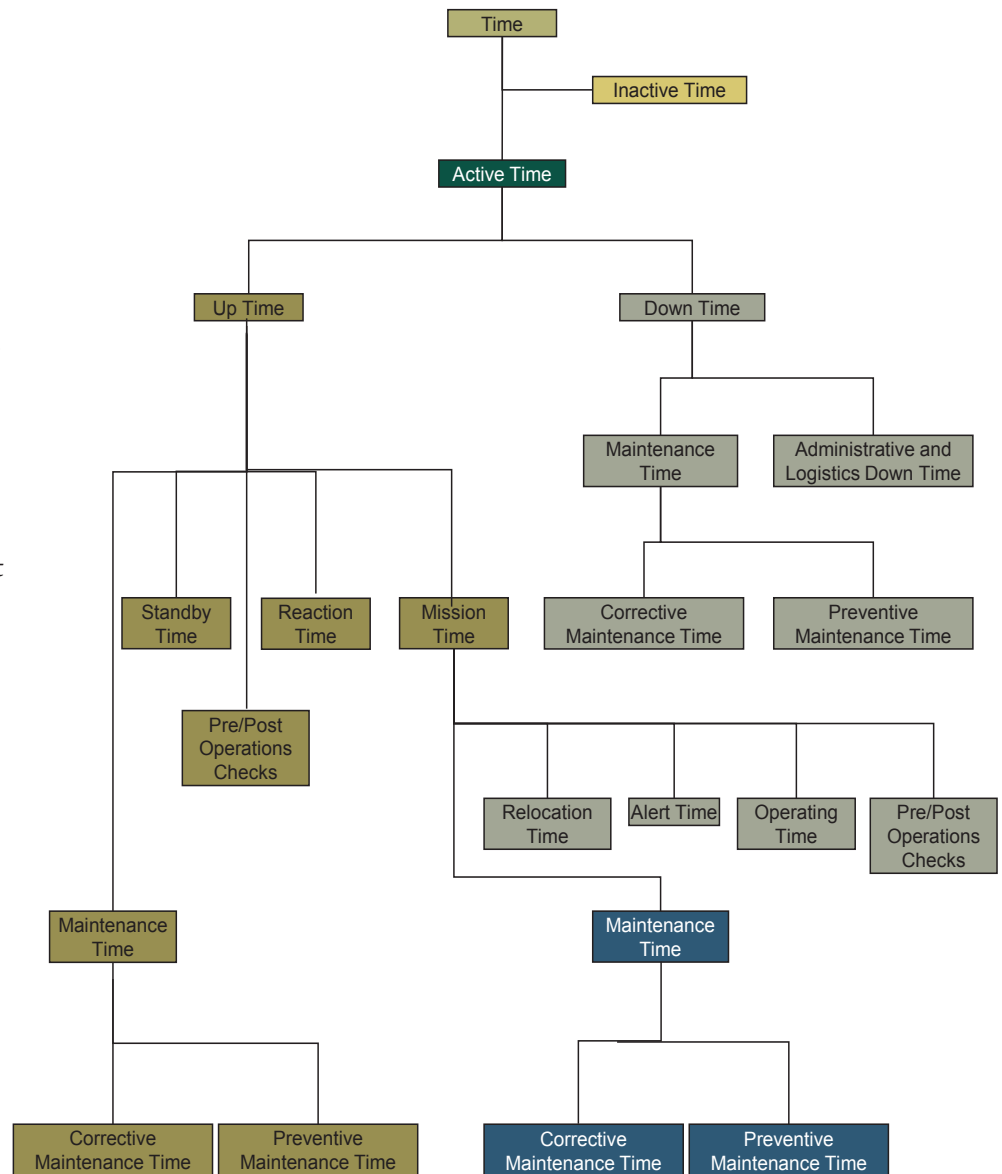 Time
Inactive Time
Active Time
Up Time
Down Time
Maintenance
Time
Administrative and
Logistics Down Time
Standby
Time
Reaction
Time
Mission
Time
Corrective
Maintenance Time
Preventive
Maintenance Time
Pre/Post
Operations
Checks
Relocation
Time
Alert Time
Operating
Time
Pre/Post
Operations
Checks
Maintenance
Time
Maintenance
Time
Corrective
Maintenance Time
Preventive
Maintenance Time
Corrective
Maintenance Time
Preventive
Maintenance Time